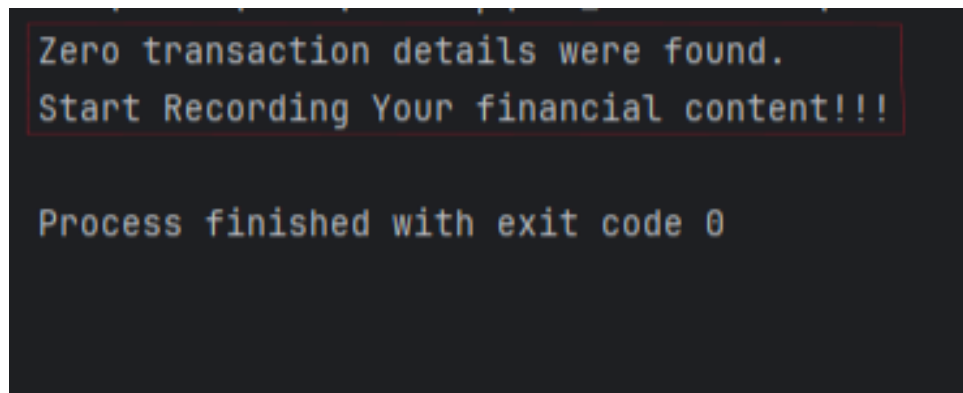 Zero transaction details were found.
Start Recording Your financial content!!!
Process finished with exit code 0